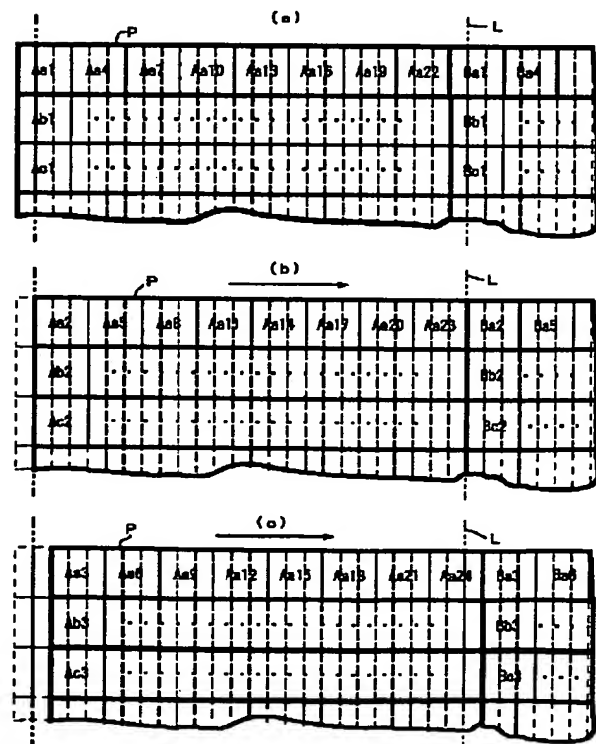 (a)
P
L
Aa1 Aa4 Aa7 Aa10 Aa13 Aa16 Aa19 Aa22 Ba1 Ba4
Ab1 Bb1
Ac1 Bc1
(b)
P
L
Aa2 Aa5 Aa8 Aa11 Aa14 Aa17 Aa20 Aa23 Ba2 Ba5
Ab2 Bb2
Ac2 Bc2
(c)
P
L
Aa3 Aa6 Aa9 Aa12 Aa15 Aa18 Aa21 Aa24 Ba3 Ba6
Ab3 Bb3
Ac3